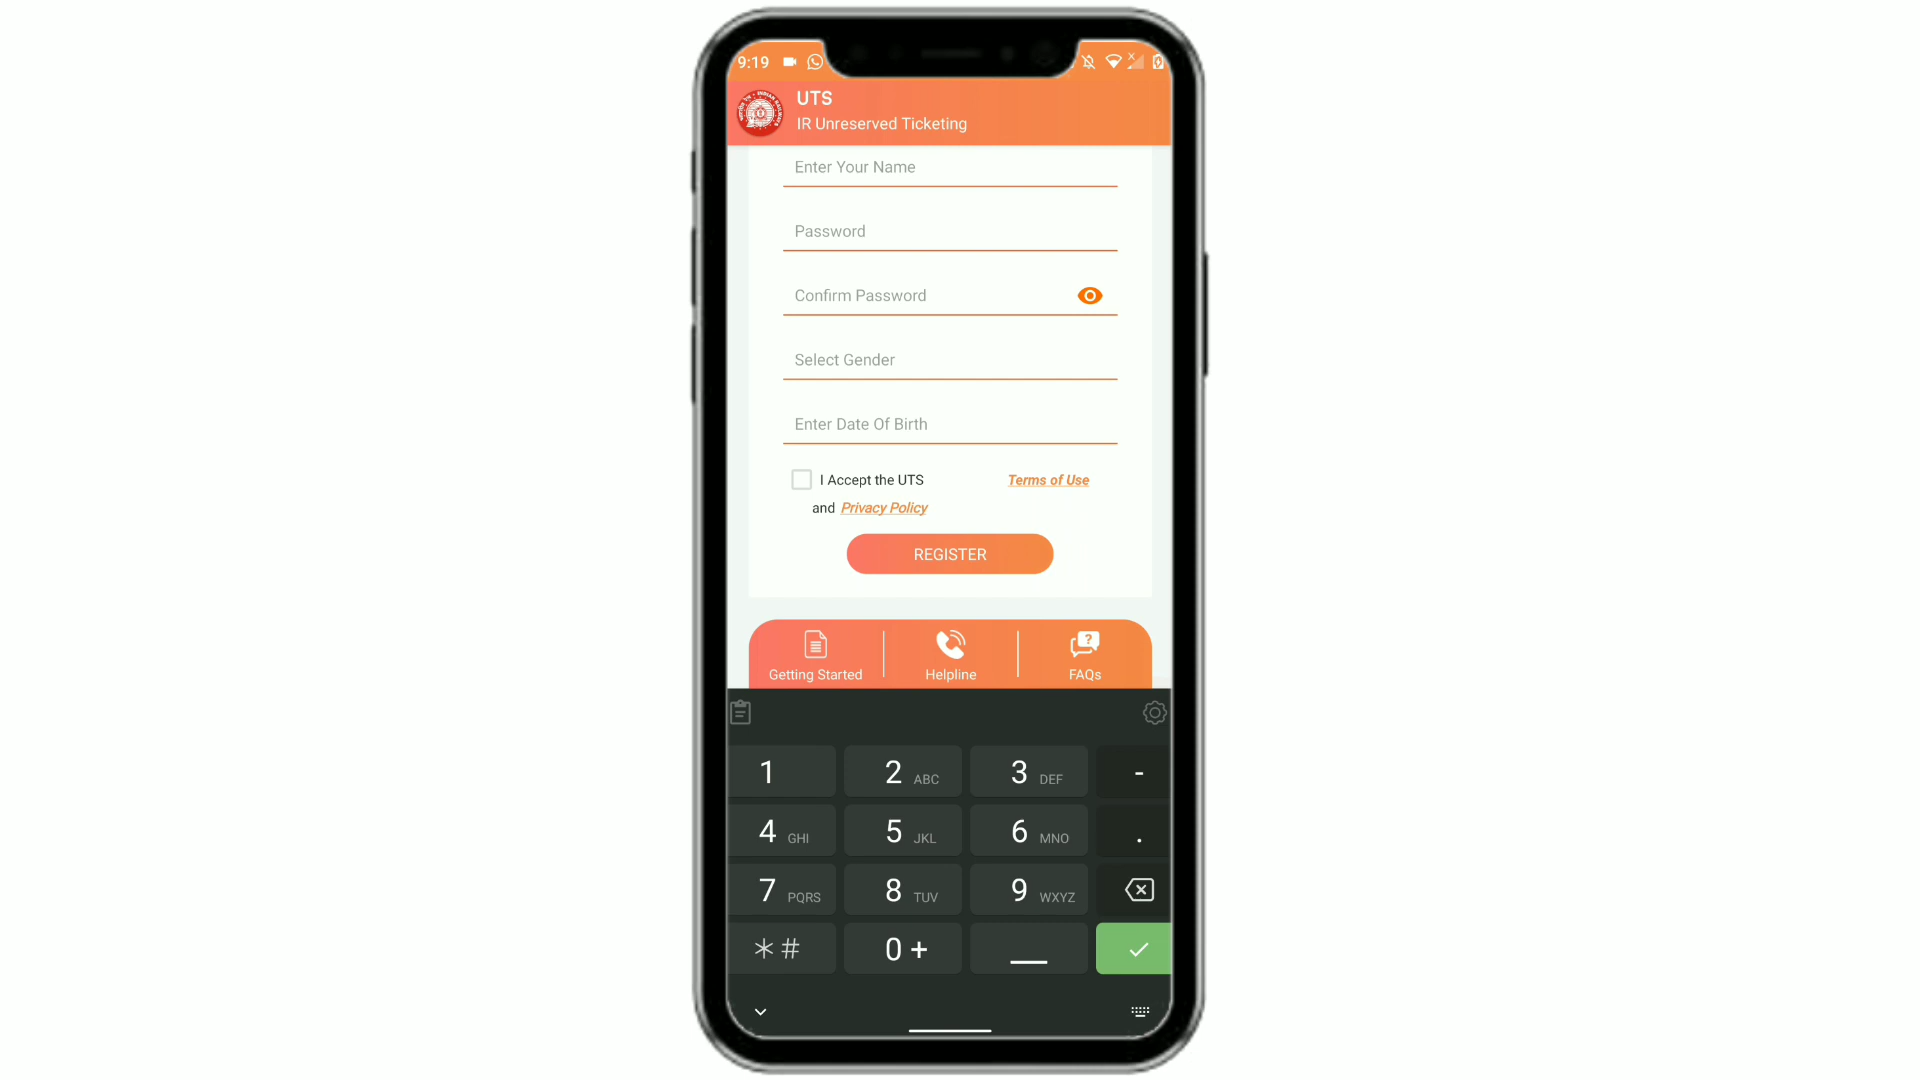 9:19
UTS
IR Unreserved Ticketing
Enter Your Name
Password
Confirm Password
Select Gender
Enter Date Of Birth
I Accept the UTS Terms of Use
and Privacy Policy
REGISTER
Getting Started Helpline FAQs
1 2 ABC 3 DEF -
4 GHI 5 JKL 6 MNO .
7 PQRS 8 TUV 9 WXYZ
*# 0 +